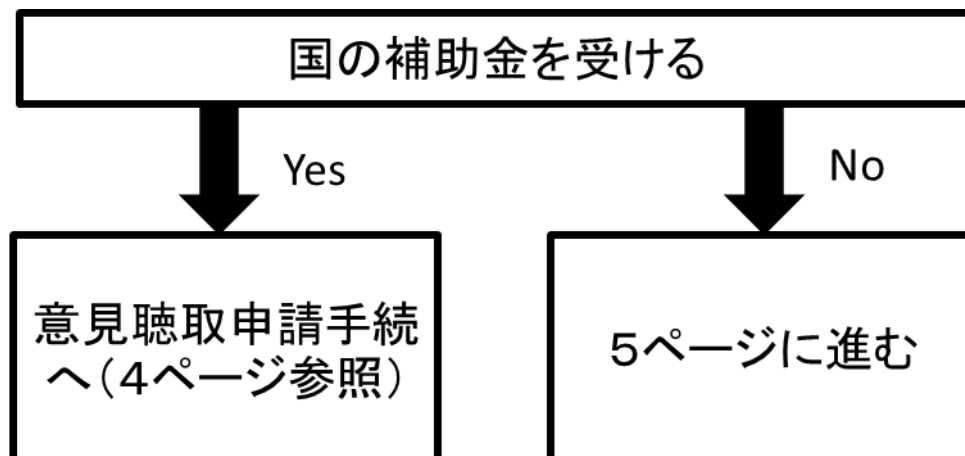 国の補助金を受ける
Yes
No
意見聴取申請手続
へ（４ページ参照）
５ページに進む